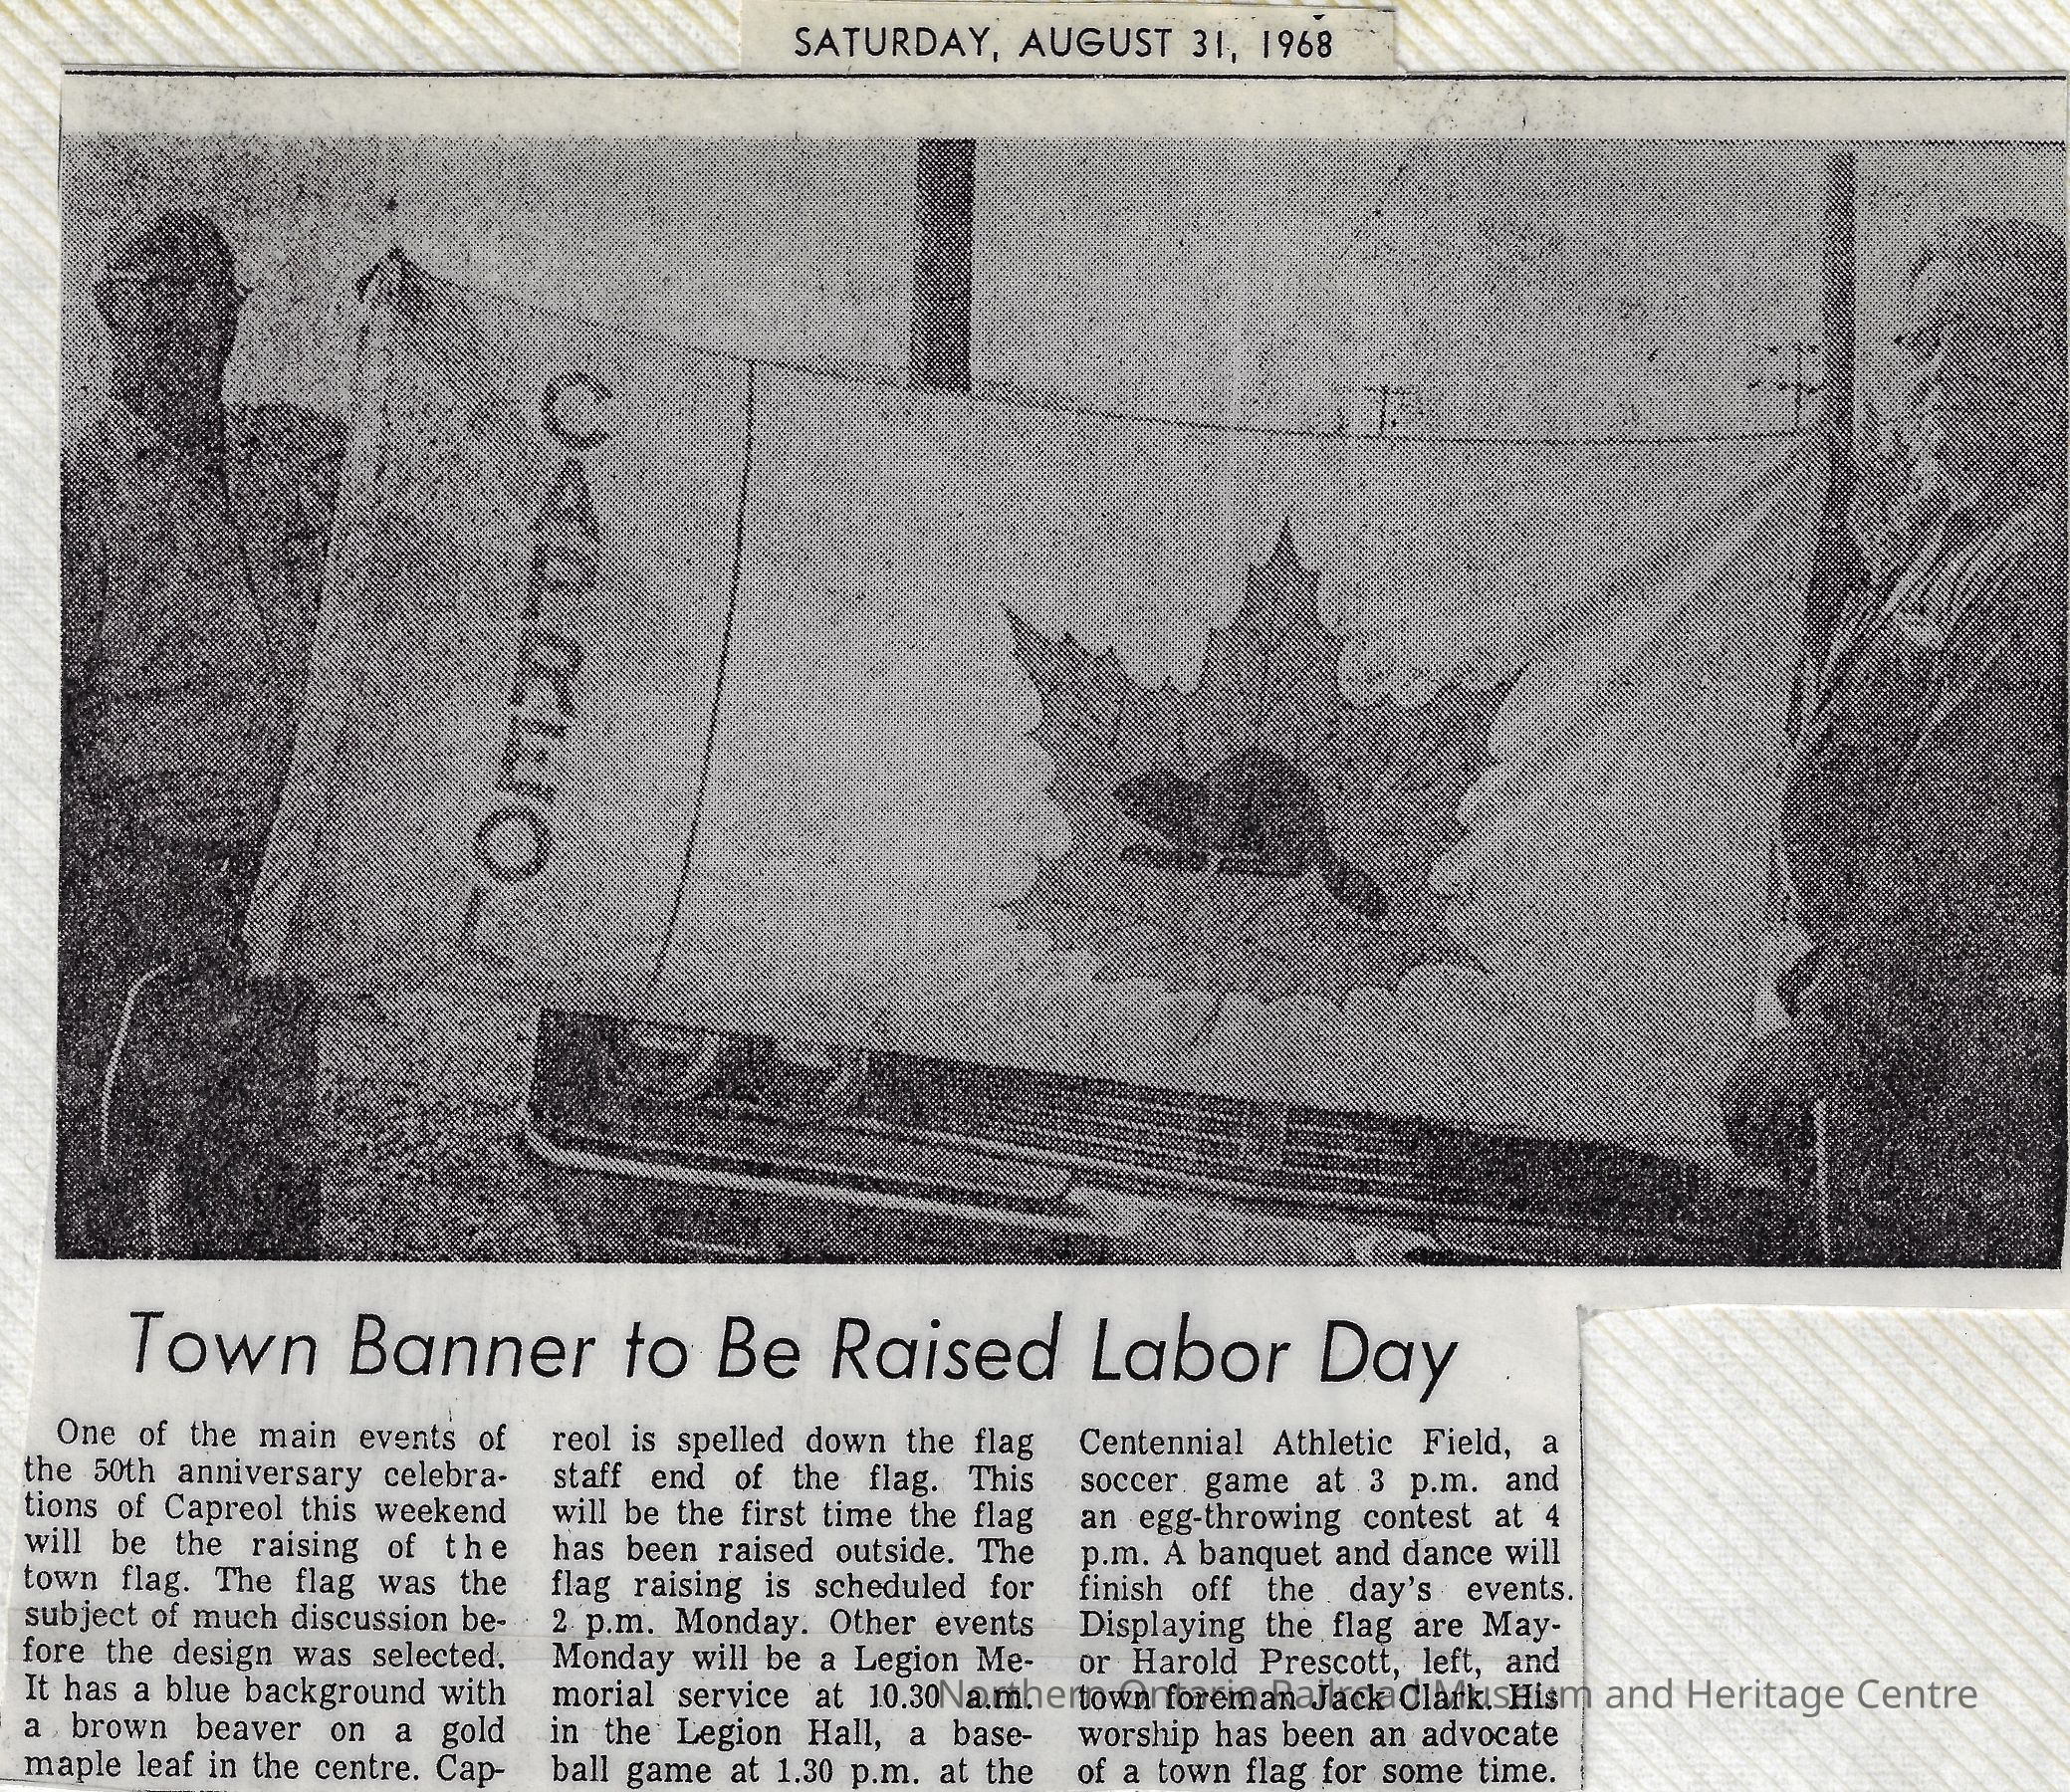 SATURDAY, AUGUST 31, 1968
CAPREOL
Town Banner to Be Raised Labor Day
One of the main events of
the 50th anniversary celebra-
tions of Capreol this weekend
will be the raising of the
town flag. The flag was the
subject of much discussion be-
fore the design was selected.
It has a blue background with
a brown beaver on a gold
maple leaf in the centre. Cap-
reol is spelled down the flag
staff end of the flag. This
will be the first time the flag
has been raised outside. The
flag raising is scheduled for
2 p.m. Monday. Other events
Monday will be a Legion Me-
morial service at 10.30 a.m.
in the Legion Hall, a base-
ball game at 1.30 p.m. at the
Centennial Athletic Field, a
soccer game at 3 p.m. and
an egg-throwing contest at 4
p.m. A banquet and dance will
finish off the day's events.
Displaying the flag are May-
or Harold Prescott, left, and
town foreman Jack Clark. His
worship has been an advocate
of a town flag for some time.
Northern Ontario Railroad Museum and Heritage Centre